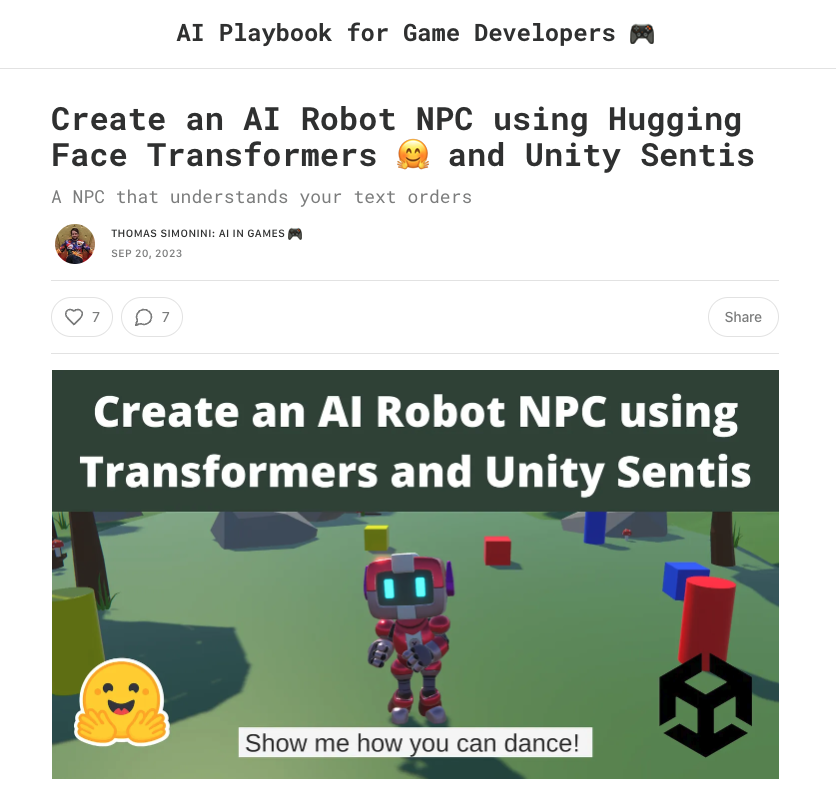 AI Playbook for Game Developers 🎮
Create an AI Robot NPC using Hugging
Face Transformers 🤗 and Unity Sentis
A NPC that understands your text orders
THOMAS SIMONINI: AI IN GAMES 🎮
SEP 20, 2023
7
7
Share
Create an AI Robot NPC using
Transformers and Unity Sentis
Show me how you can dance!